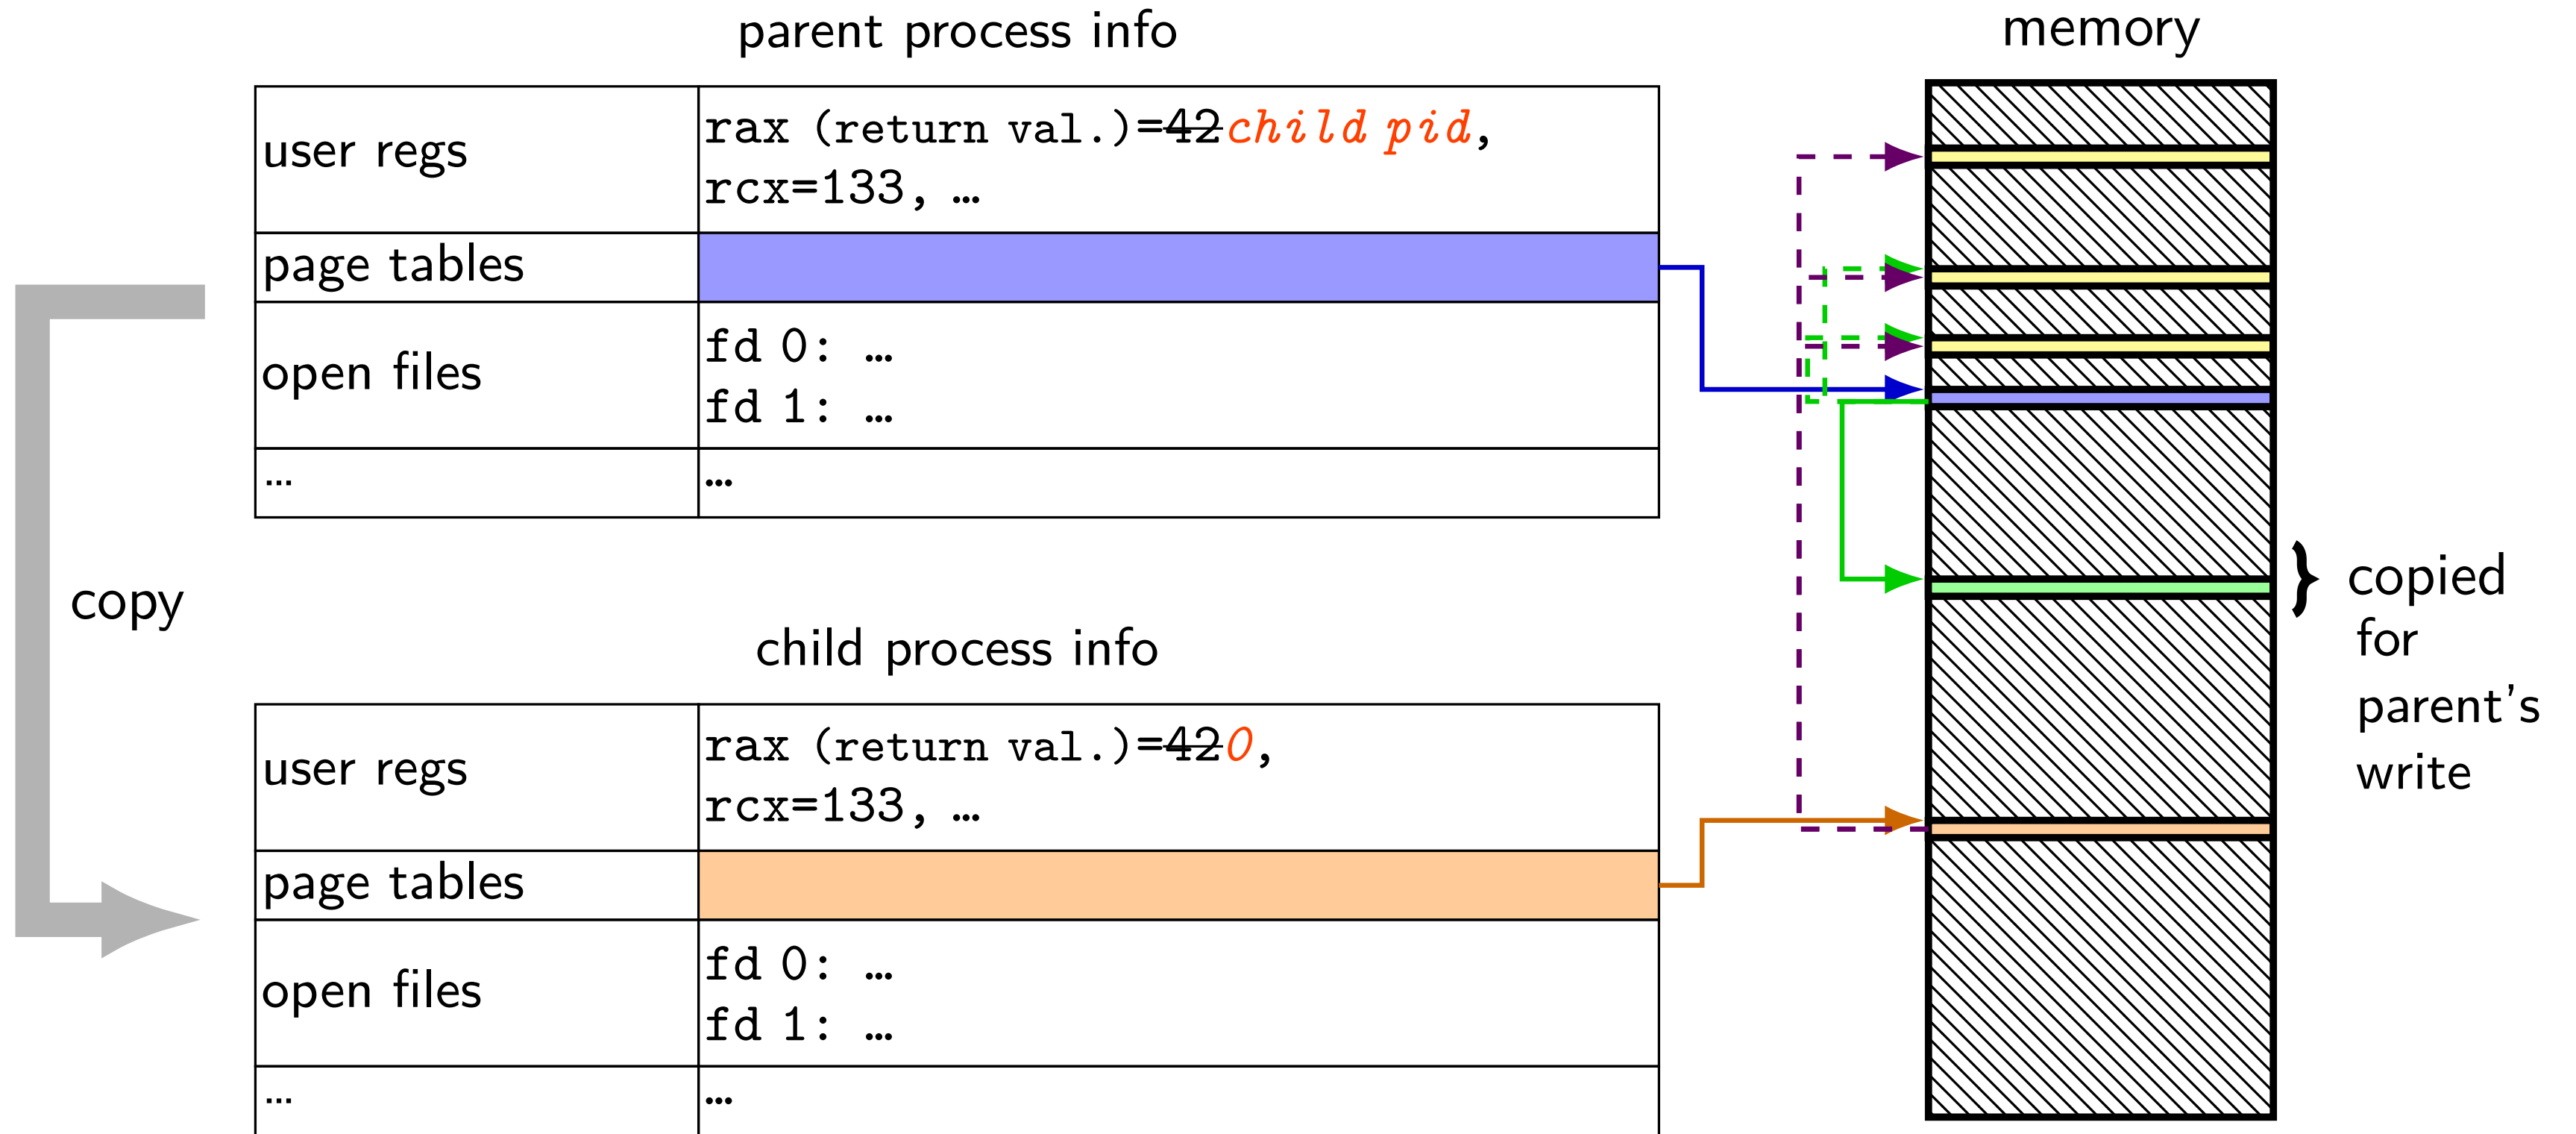 parent process info
memory
user regs
rax (return val.)=42child pid,
rcx=133, …
page tables
open files
fd 0: …
fd 1: …
…
…
copy
copied
for
parent's
write
child process info
user regs
rax (return val.)=420,
rcx=133, …
page tables
open files
fd 0: …
fd 1: …
…
…